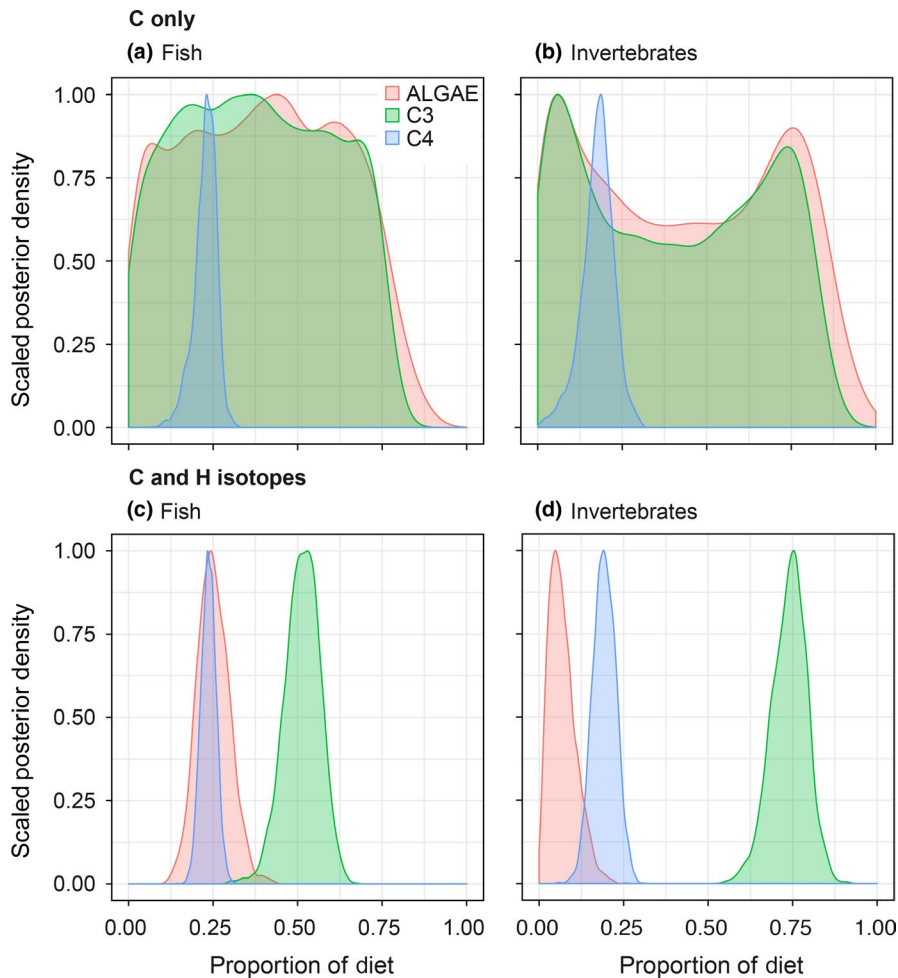 C only
(a) Fish
(b) Invertebrates
ALGAE
C3
C4
1.00
0.75
0.50
0.25
0.00
Scaled posterior density
C and H isotopes
(c) Fish
(d) Invertebrates
1.00
0.75
0.50
0.25
0.00
Scaled posterior density
0.00 0.25 0.50 0.75 1.00
0.00 0.25 0.50 0.75 1.00
Proportion of diet
Proportion of diet